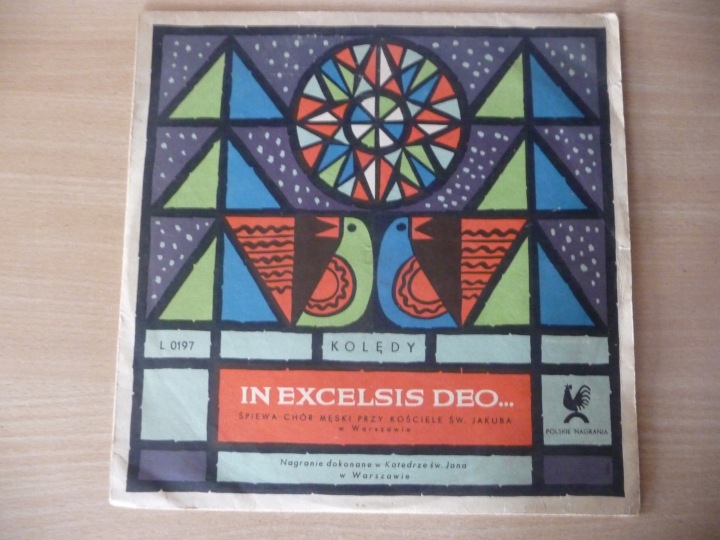 L 0197
KOLĘDY
IN EXCELSIS DEO...
ŚPIEWA CHÓR MĘSKI PRZY KOŚCIELE ŚW. JAKUBA
w Warszawie
POLSKIE NAGRANIA
Nagranie dokonane w Katedrze św. Jana
w Warszawie